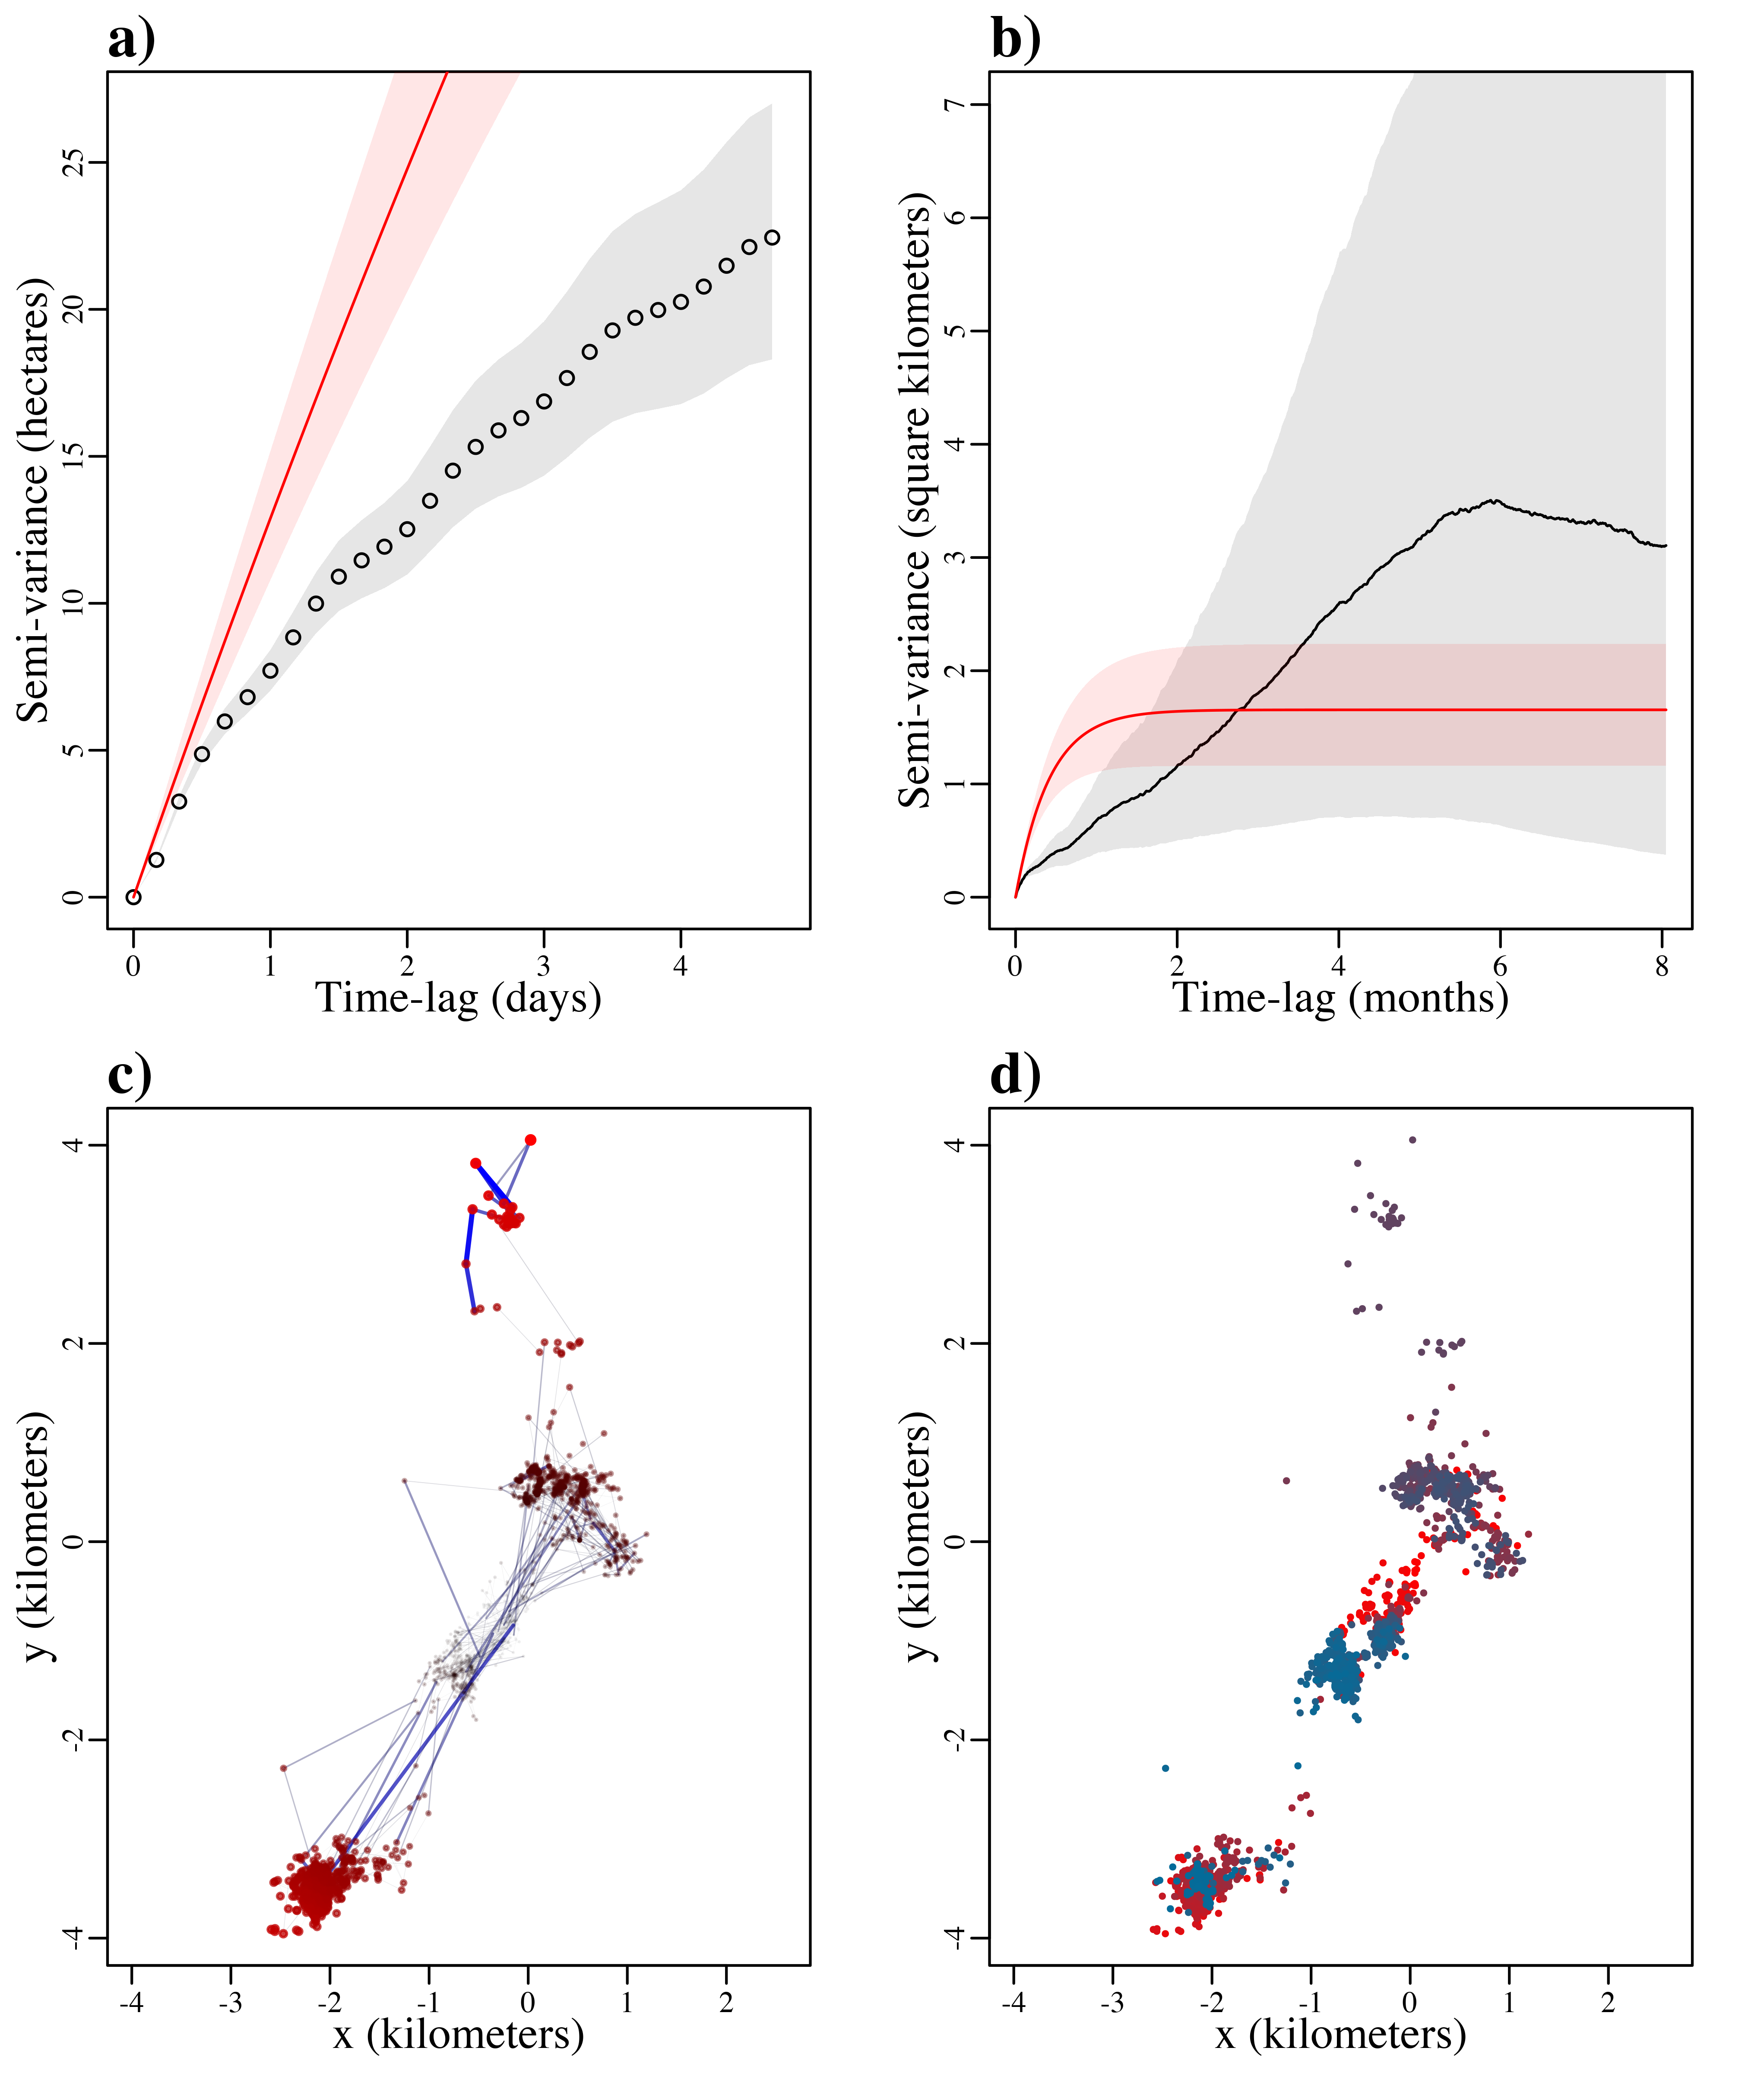 a)
Semi-variance (hectares)
25
20
15
10
5
0
0 1 2 3 4
Time-lag (days)
b)
Semi-variance (square kilometers)
7
6
5
4
3
2
1
0
0 2 4 6 8
Time-lag (months)
c)
y (kilometers)
4
2
0
-2
-4
-4 -3 -2 -1 0 1 2
x (kilometers)
d)
y (kilometers)
4
2
0
-2
-4
-4 -3 -2 -1 0 1 2
x (kilometers)